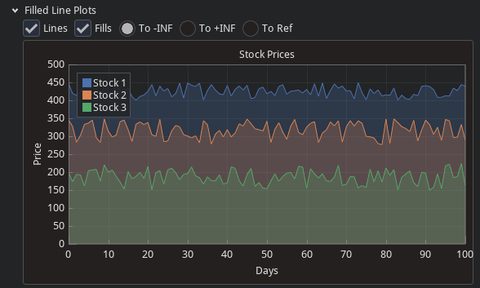 Filled Line Plots
Lines Fills To -INF To +INF To Ref
Stock Prices
500
450
400
350
300
250
200
150
100
50
0
Price
Stock 1
Stock 2
Stock 3
0 10 20 30 40 50 60 70 80 90 100
Days